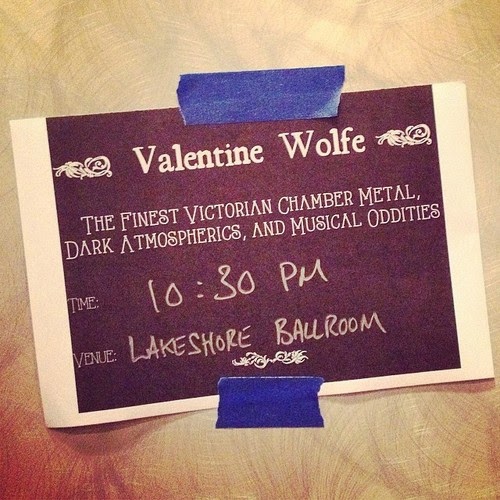 Valentine Wolfe
The Finest Victorian Chamber Metal,
Dark Atmospherics, and Musical Oddities
Time: 10:30 PM
Venue: LAKESHORE BALLROOM